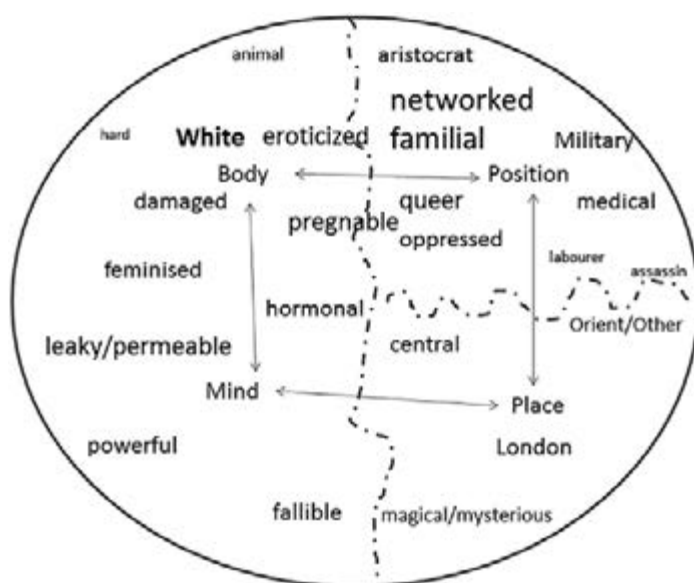 animal
aristocrat
networked
hard
White eroticized familial
Military
Body
Position
damaged
queer
medical
pregnable
oppressed
feminised
labourer
assassin
hormonal
Orient/Other
leaky/permeable
central
Mind
Place
powerful
London
fallible
magical/mysterious